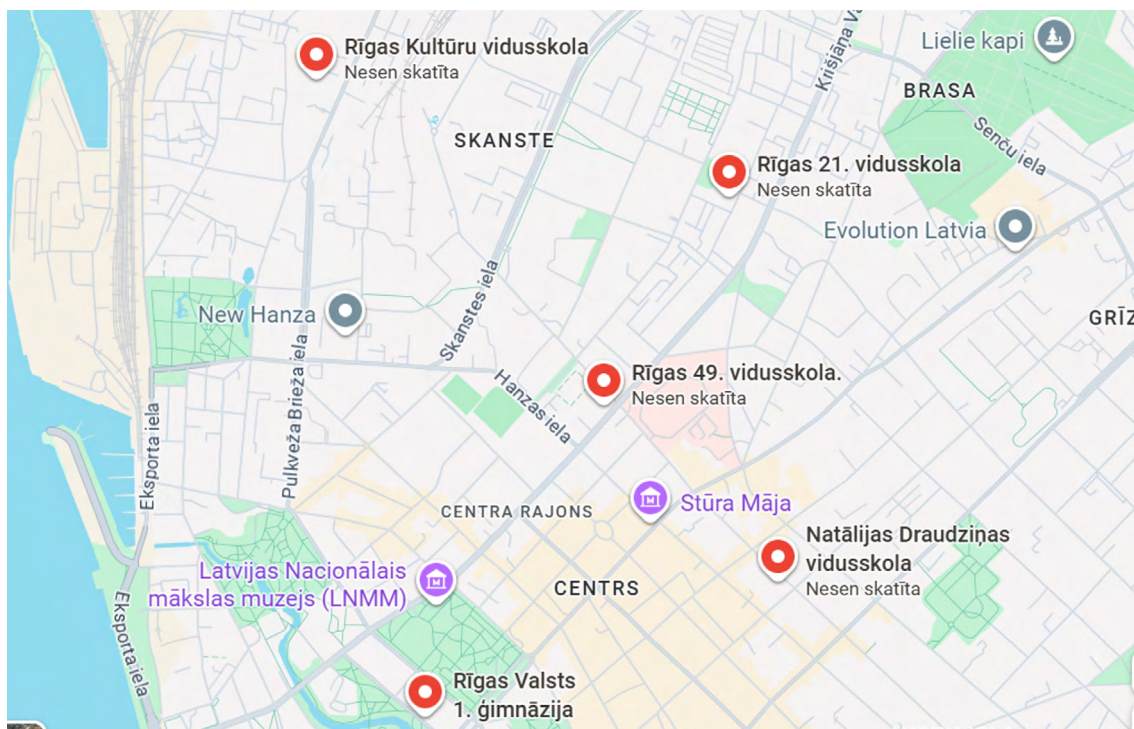 Rīgas Kultūru vidusskola
Nesen skatīta
Lielie kapi
Krišjāņa Va
BRASA
SKANSTE
Senču iela
Rīgas 21. vidusskola
Nesen skatīta
Evolution Latvia
New Hanza
Skanstes iela
GRĪZ
Rīgas 49. vidusskola.
Nesen skatīta
Hanzas iela
Pulkveža Brieža iela
Eksporta iela
Stūra Māja
CENTRA RAJONS
Natālijas Draudziņas
vidusskola
Nesen skatīta
Latvijas Nacionālais
mākslas muzejs (LNMM)
CENTRS
Eksporta iela
Rīgas Valsts
1. ģimnāzija